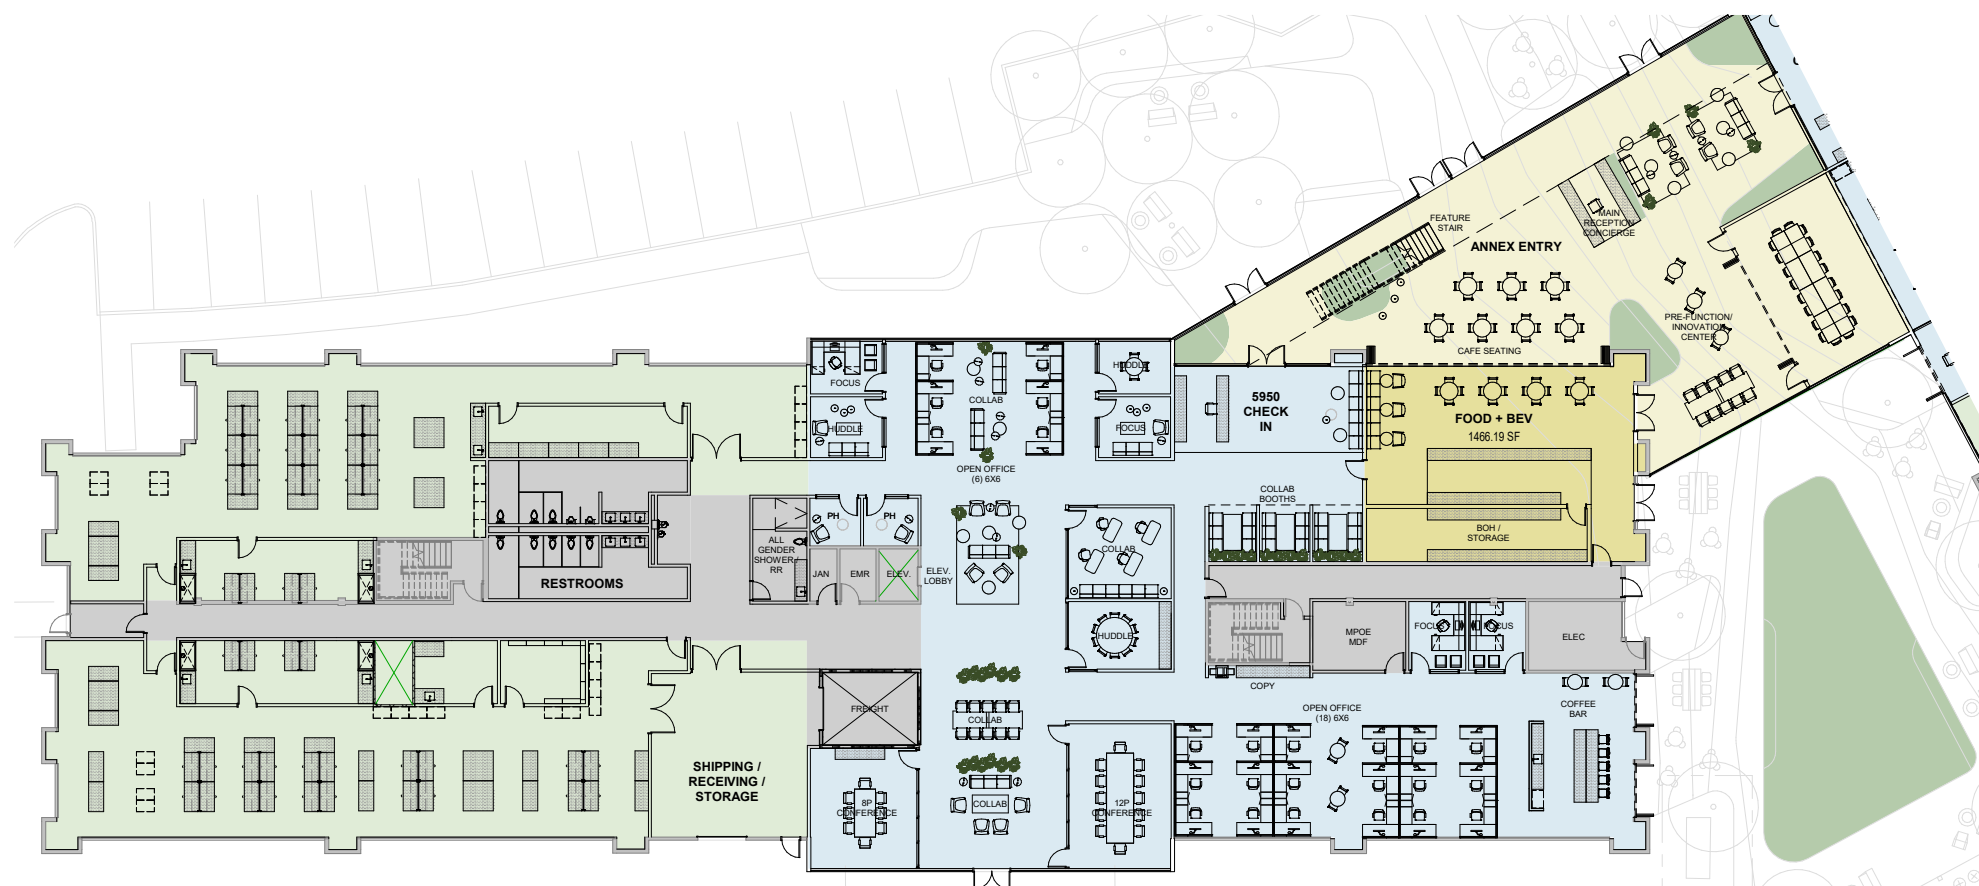 FEATURE
STAIR
ANNEX ENTRY
MAIN
RECEPTION
CONCIERGE
PRE-FUNCTION/
INNOVATION
CENTER
CAFE SEATING
FOCUS
HUDDLE
COLLAB
OPEN OFFICE
(6) 6X6
HUDDLE
FOCUS
5950
CHECK
IN
FOOD + BEV
1466.19 SF
COLLAB
BOOTHS
BOH /
STORAGE
PH
PH
ALL
GENDER
SHOWER /
RR
JAN
EMR
ELEV.
ELEV.
LOBBY
COLLAB
HUDDLE
RESTROOMS
MPOE
MDF
FOCUS
FOCUS
ELEC
COPY
FREIGHT
COLLAB
OPEN OFFICE
(18) 6X6
COFFEE
BAR
SHIPPING /
RECEIVING /
STORAGE
8P
CONFERENCE
COLLAB
12P
CONFERENCE